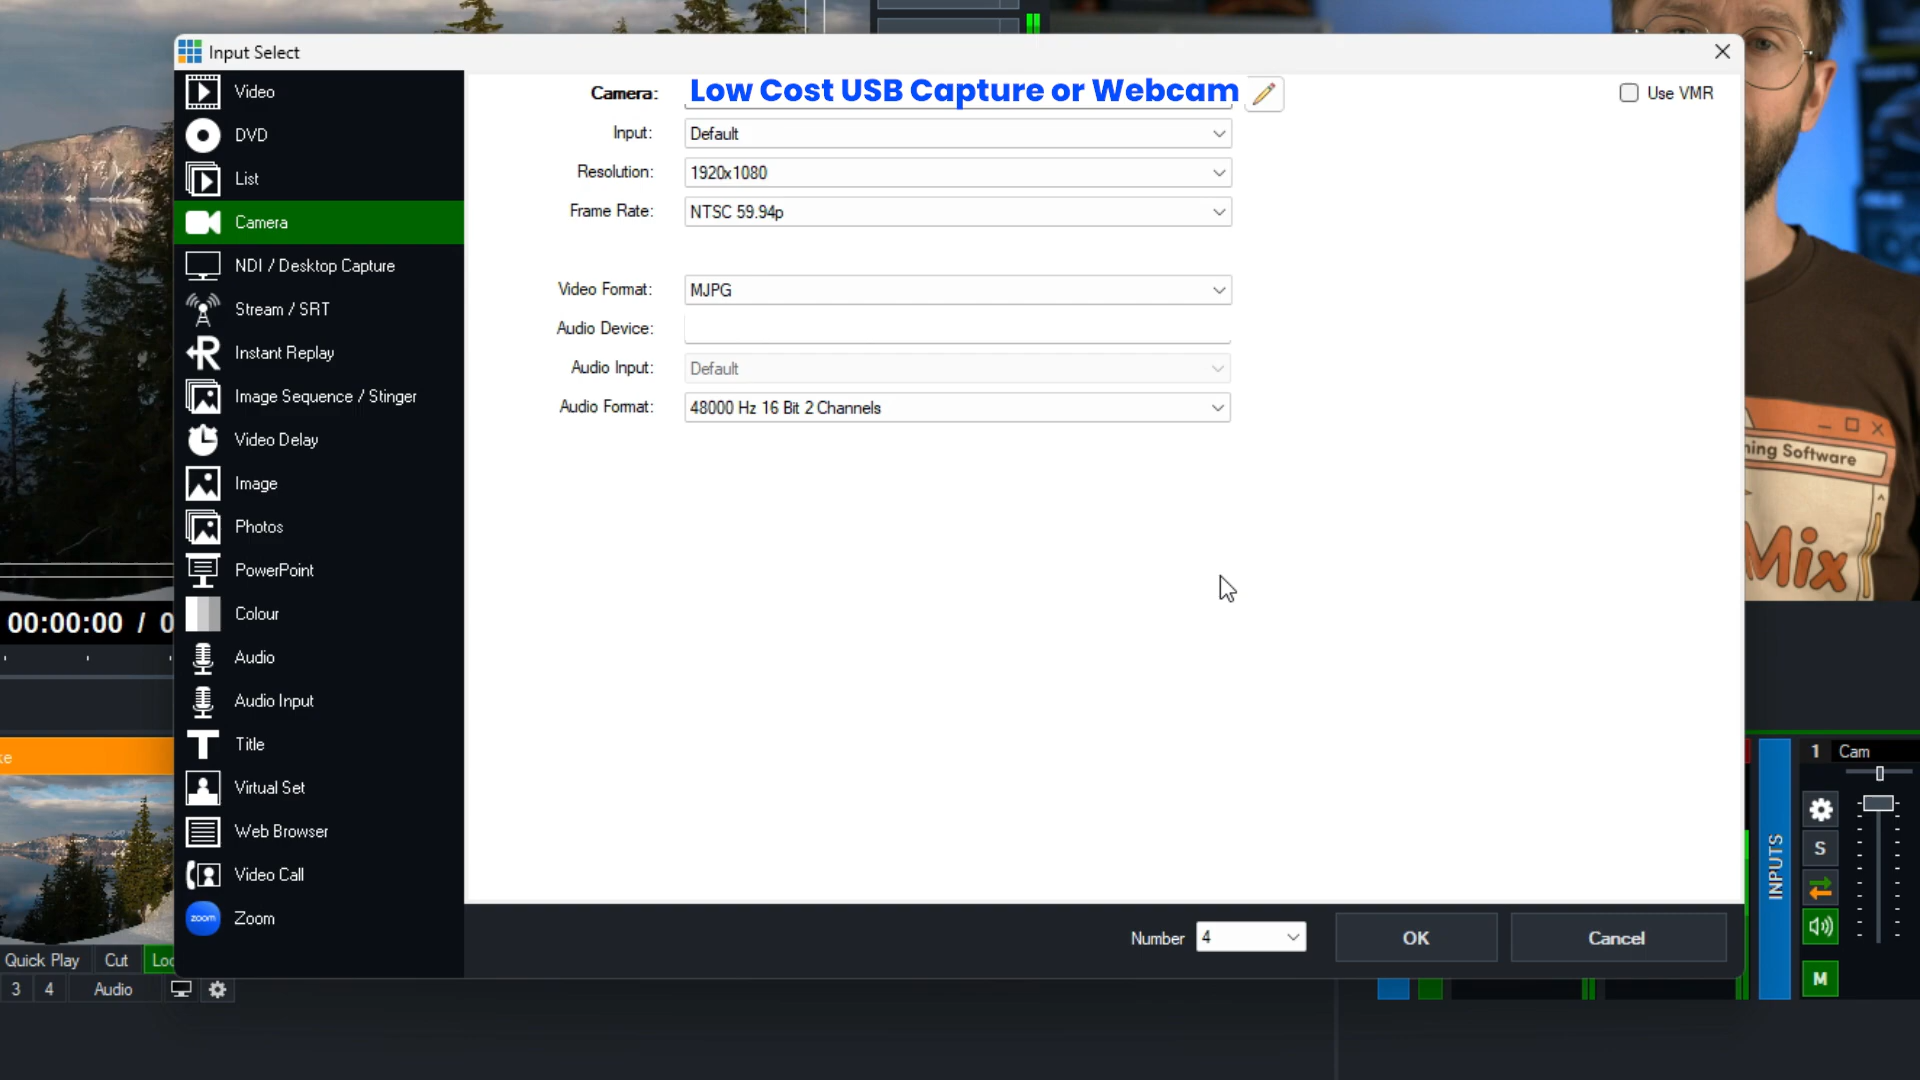 Input Select
Video
DVD
List
Camera
NDI / Desktop Capture
Stream / SRT
Instant Replay
Image Sequence / Stinger
Video Delay
Image
Photos
PowerPoint
Colour
Audio
Audio Input
Title
Virtual Set
Web Browser
Video Call
zoom
Zoom
Camera: Low Cost USB Capture or Webcam
Use VMR
Input: Default
Resolution: 1920x1080
Frame Rate: NTSC 59.94p
Video Format: MJPG
Audio Device:
Audio Input: Default
Audio Format: 48000 Hz 16 Bit 2 Channels
Number 4
OK
Cancel
00:00:00 / 0
Quick Play Cut
3 4 Audio
Software
Mix
INPUTS
1 Cam
S
M